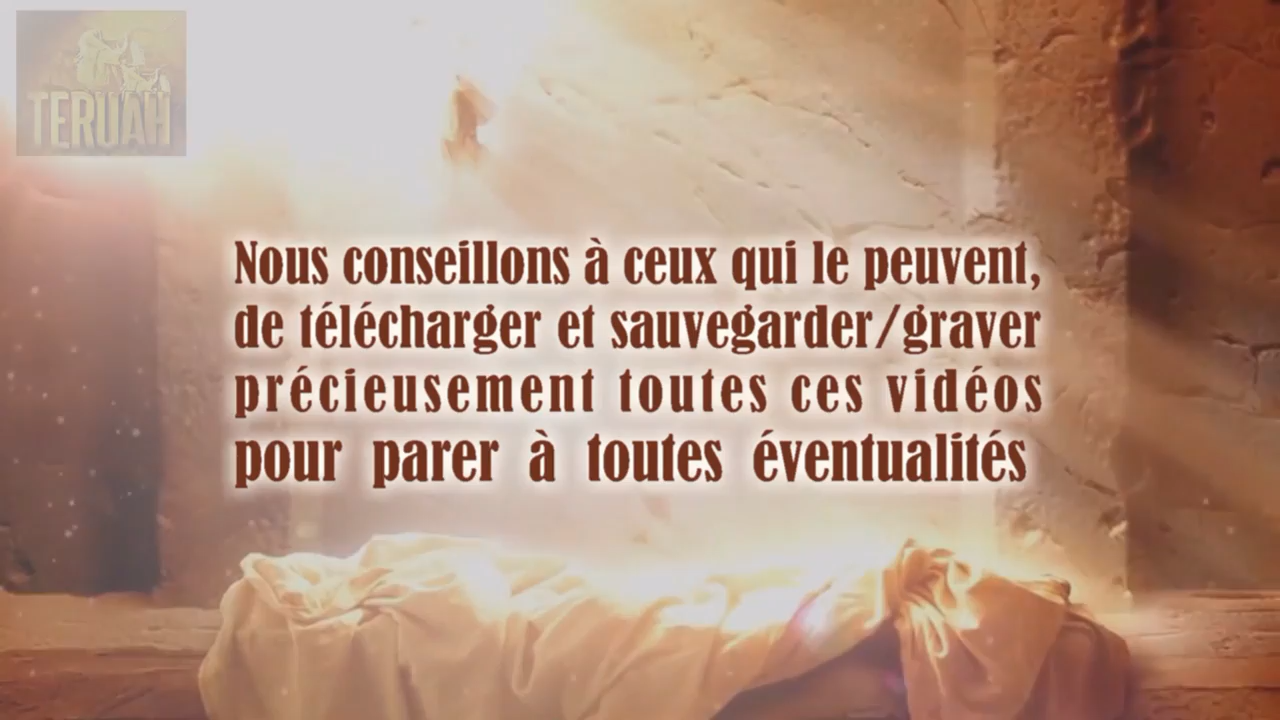 TERUAH
Nous conseillons à ceux qui le peuvent,
de télécharger et sauvegarder/graver
précieusement toutes ces vidéos
pour parer à toutes éventualités